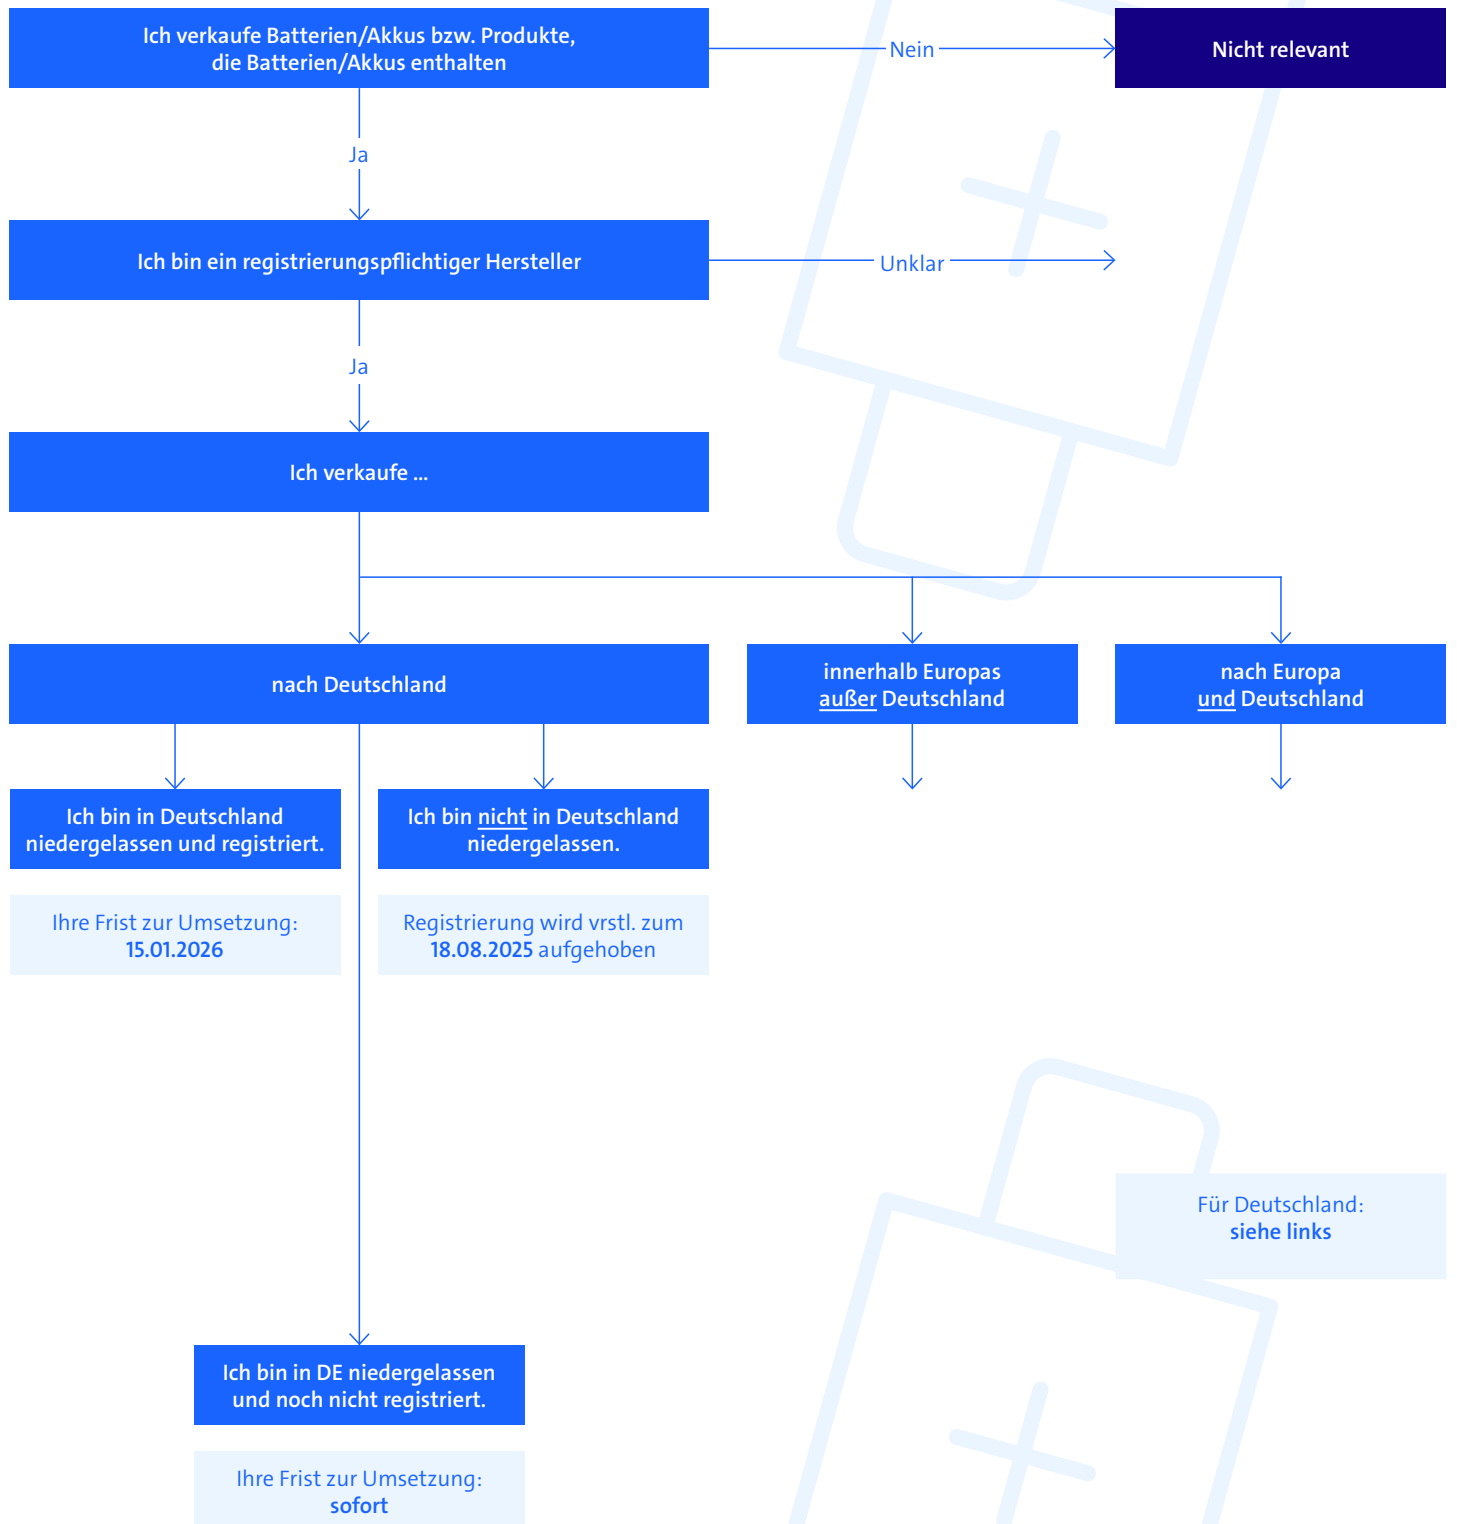 Ich verkaufe Batterien/Akkus bzw. Produkte,
die Batterien/Akkus enthalten
Nein
Nicht relevant
Ja
Ich bin ein registrierungspflichtiger Hersteller
Unklar
Ja
Ich verkaufe ...
nach Deutschland
innerhalb Europas
außer Deutschland
nach Europa
und Deutschland
Ich bin in Deutschland
niedergelassen und registriert.
Ich bin nicht in Deutschland
niedergelassen.
Ihre Frist zur Umsetzung:
15.01.2026
Registrierung wird vrstl. zum
18.08.2025 aufgehoben
Für Deutschland:
siehe links
Ich bin in DE niedergelassen
und noch nicht registriert.
Ihre Frist zur Umsetzung:
sofort